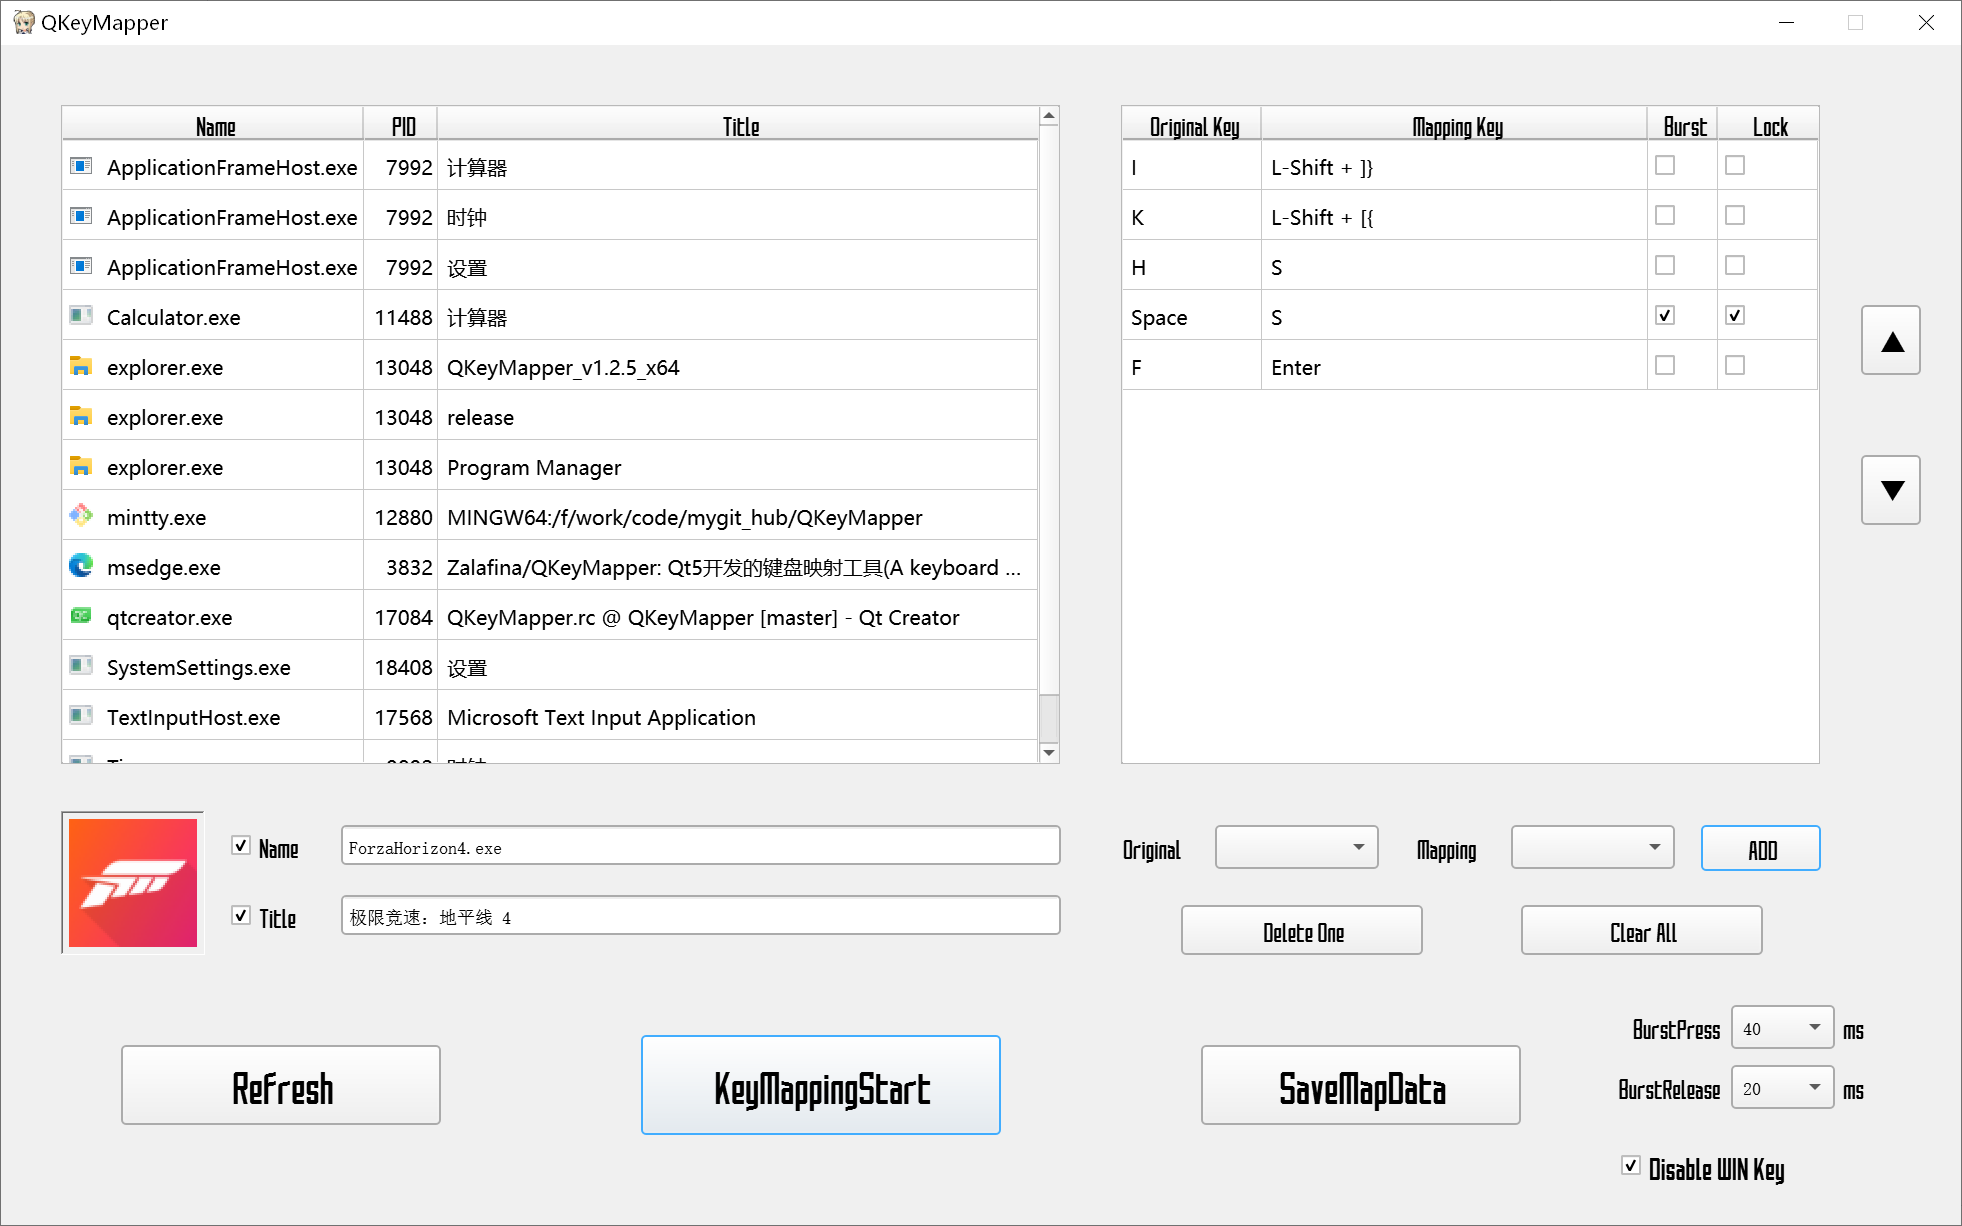 QKeyMapper
Name PID Title
ApplicationFrameHost.exe 7992 计算器
ApplicationFrameHost.exe 7992 时钟
ApplicationFrameHost.exe 7992 设置
Calculator.exe 11488 计算器
explorer.exe 13048 QKeyMapper_v1.2.5_x64
explorer.exe 13048 release
explorer.exe 13048 Program Manager
mintty.exe 12880 MINGW64:/f/work/code/mygit_hub/QKeyMapper
msedge.exe 3832 Zalafina/QKeyMapper: Qt5开发的键盘映射工具(A keyboard ...
qtcreator.exe 17084 QKeyMapper.rc @ QKeyMapper [master] - Qt Creator
SystemSettings.exe 18408 设置
TextInputHost.exe 17568 Microsoft Text Input Application
Original Key Mapping Key Burst Lock
I L-Shift + ]}
K L-Shift + [{
H S
Space S
F Enter
▲
▼
Name ForzaHorizon4.exe
Title 极限竞速：地平线 4
Original Mapping ADD
Delete One Clear All
Refresh KeyMappingStart SaveMapData
BurstPress 40 ms
BurstRelease 20 ms
Disable WIN Key